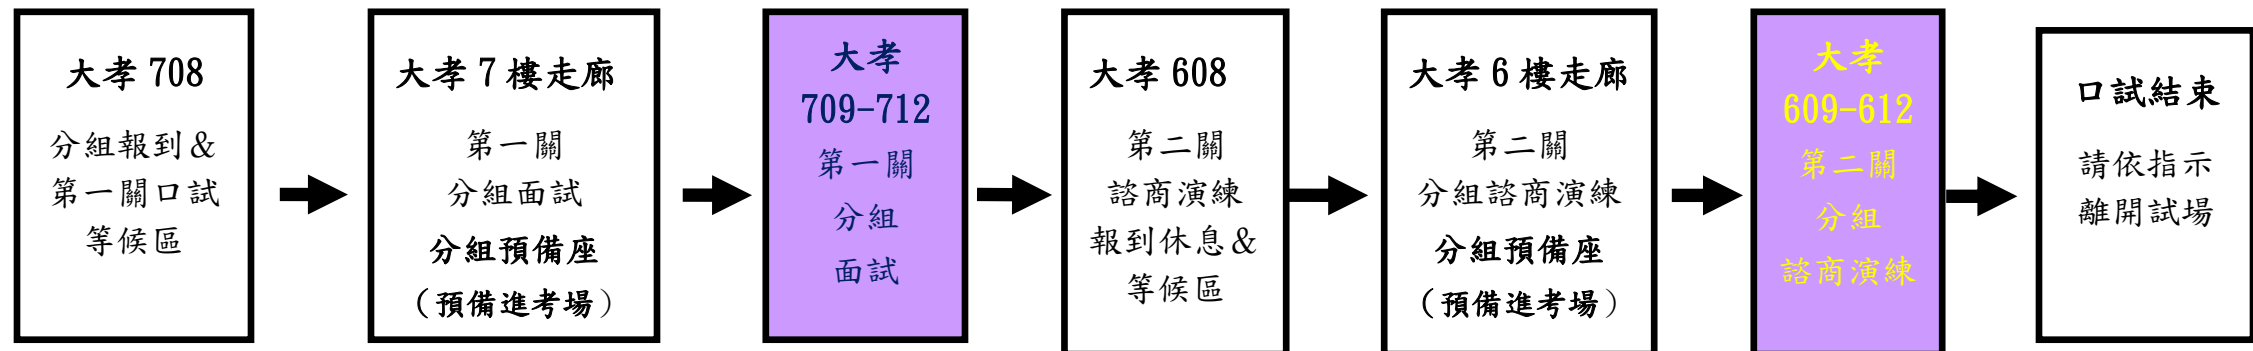 大孝 708
分組報到＆
第一關口試
等候區
大孝 7 樓走廊
第一關
分組面試
分組預備座
（預備進考場）
大孝
709-712
第一關
分組
面試
大孝 608
第二關
諮商演練
報到休息＆
等候區
大孝 6 樓走廊
第二關
分組諮商演練
分組預備座
（預備進考場）
大孝
609-612
第二關
分組
諮商演練
口試結束
請依指示
離開試場